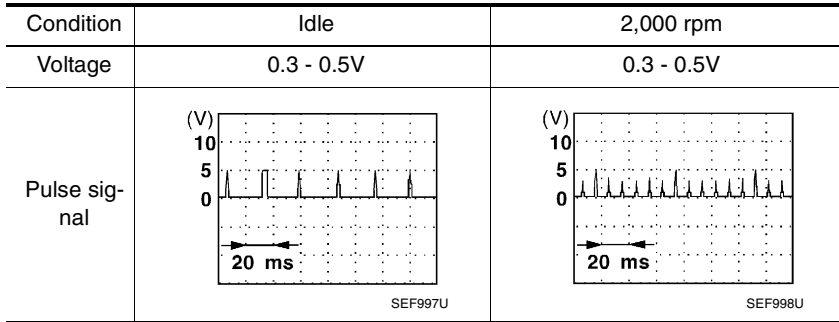 Condition Idle 2,000 rpm
Voltage 0.3 - 0.5V 0.3 - 0.5V
Pulse sig-
nal
(V)
10
5
0
20 ms
SEF997U
(V)
10
5
0
20 ms
SEF998U